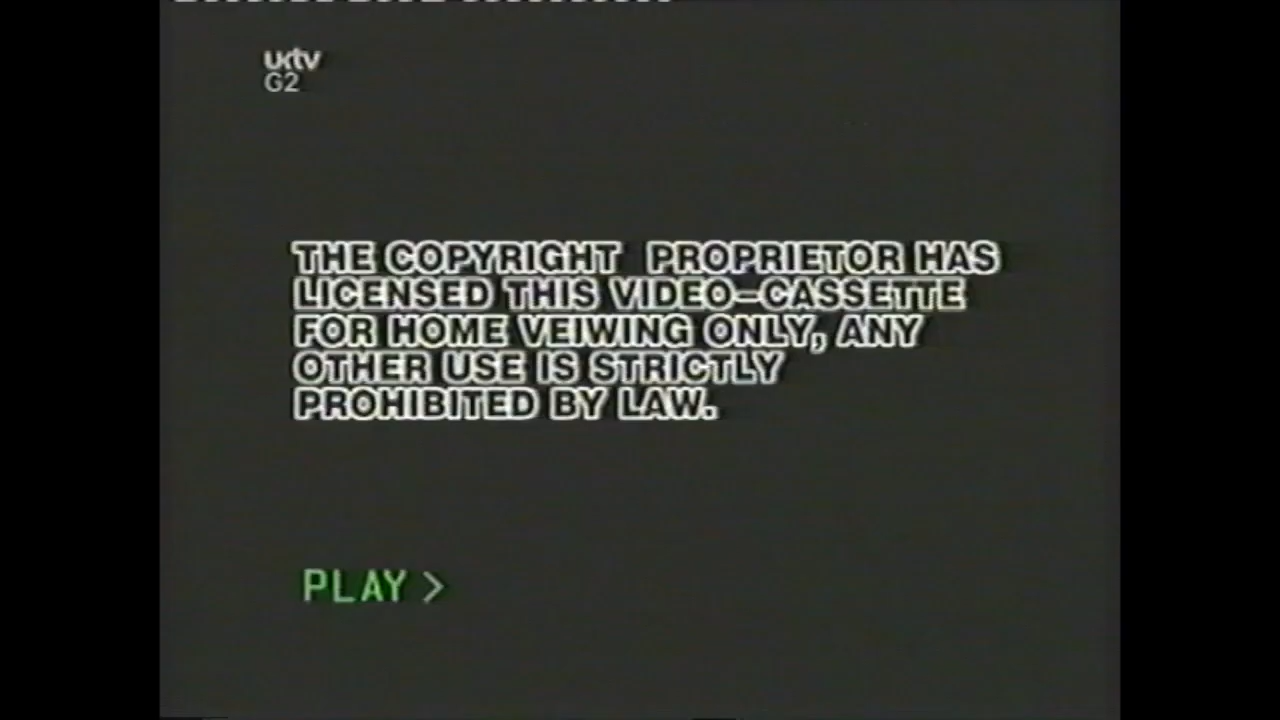 uktv
G2
THE COPYRIGHT PROPRIETOR HAS
LICENSED THIS VIDEO-CASSETTE
FOR HOME VEIWING ONLY, ANY
OTHER USE IS STRICTLY
PROHIBITED BY LAW.
PLAY >